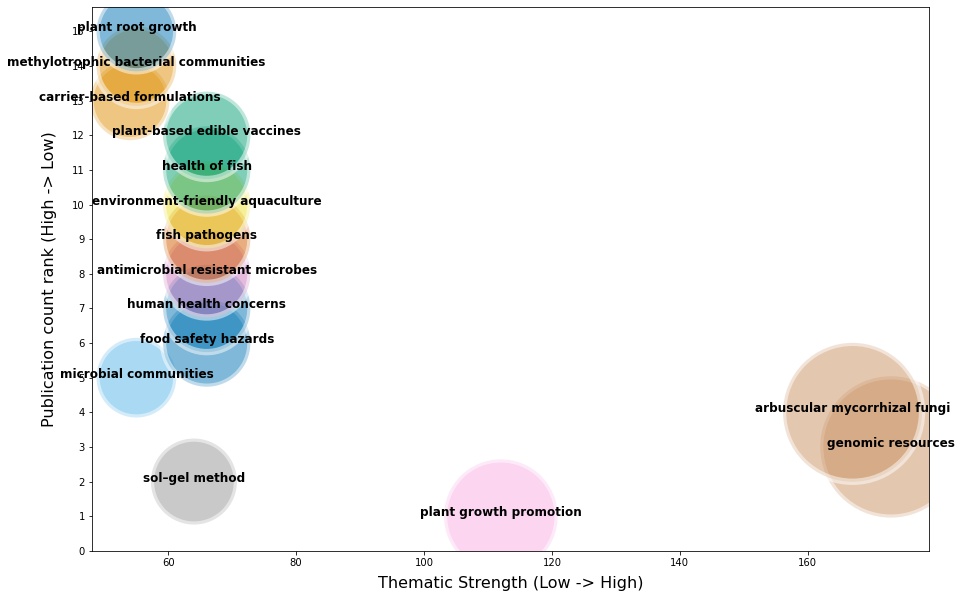 15
plant root growth
14
methylotrophic bacterial communities
13
carrier-based formulations
12
plant-based edible vaccines
11
health of fish
10
environment-friendly aquaculture
9
fish pathogens
8
antimicrobial resistant microbes
7
human health concerns
6
food safety hazards
5
microbial communities
4
arbuscular mycorrhizal fungi
3
genomic resources
2
sol–gel method
1
plant growth promotion
0
60 80 100 120 140 160
Publication count rank (High -> Low)
Thematic Strength (Low -> High)